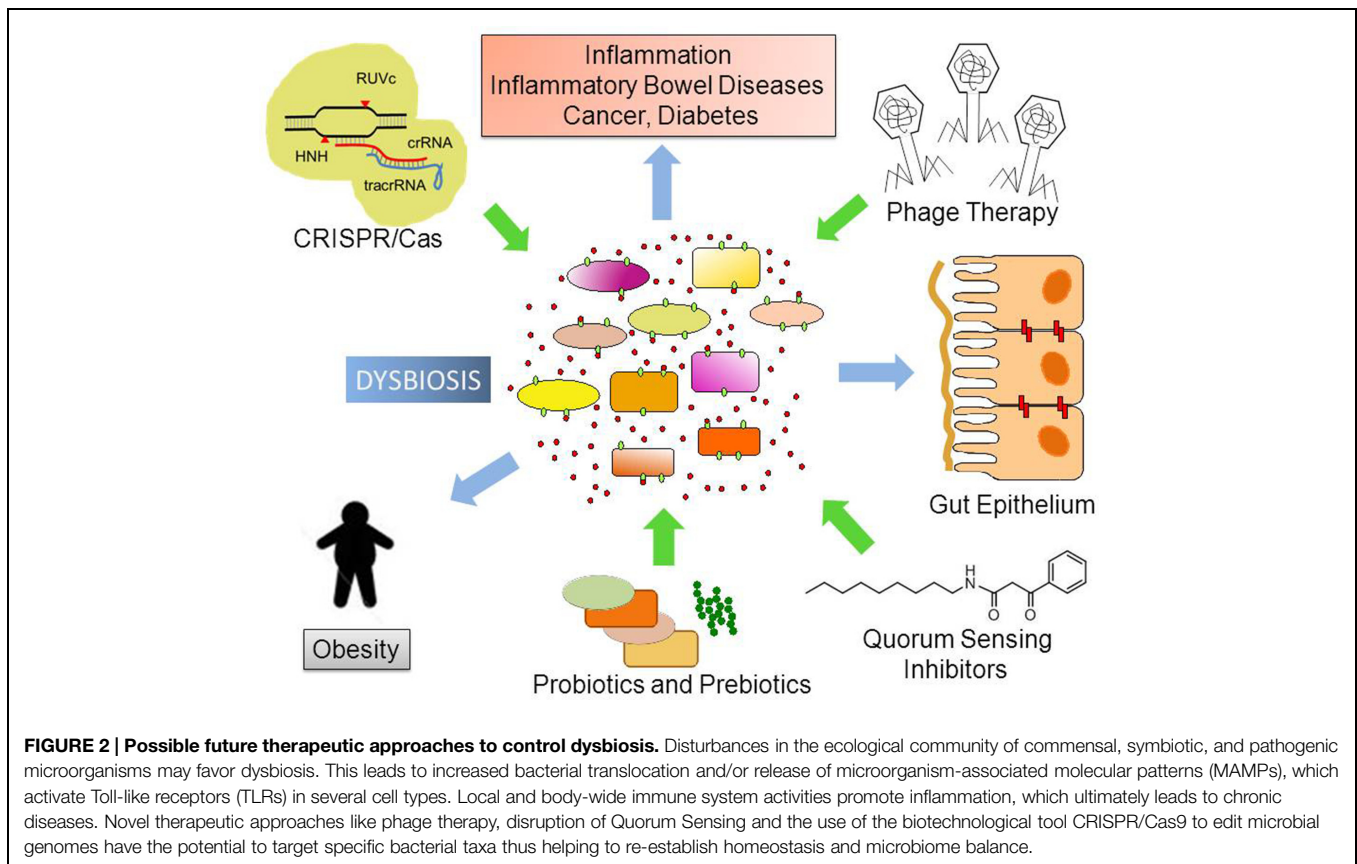 RUVc
HNH
crRNA
tracrRNA
CRISPR/Cas
Inflammation
Inflammatory Bowel Diseases
Cancer, Diabetes
Phage Therapy
DYSBIOSIS
Gut Epithelium
Obesity
Probiotics and Prebiotics
H
N
O
O
Quorum Sensing
Inhibitors
FIGURE 2 | Possible future therapeutic approaches to control dysbiosis. Disturbances in the ecological community of commensal, symbiotic, and pathogenic
microorganisms may favor dysbiosis. This leads to increased bacterial translocation and/or release of microorganism-associated molecular patterns (MAMPs), which
activate Toll-like receptors (TLRs) in several cell types. Local and body-wide immune system activities promote inflammation, which ultimately leads to chronic
diseases. Novel therapeutic approaches like phage therapy, disruption of Quorum Sensing and the use of the biotechnological tool CRISPR/Cas9 to edit microbial
genomes have the potential to target specific bacterial taxa thus helping to re-establish homeostasis and microbiome balance.